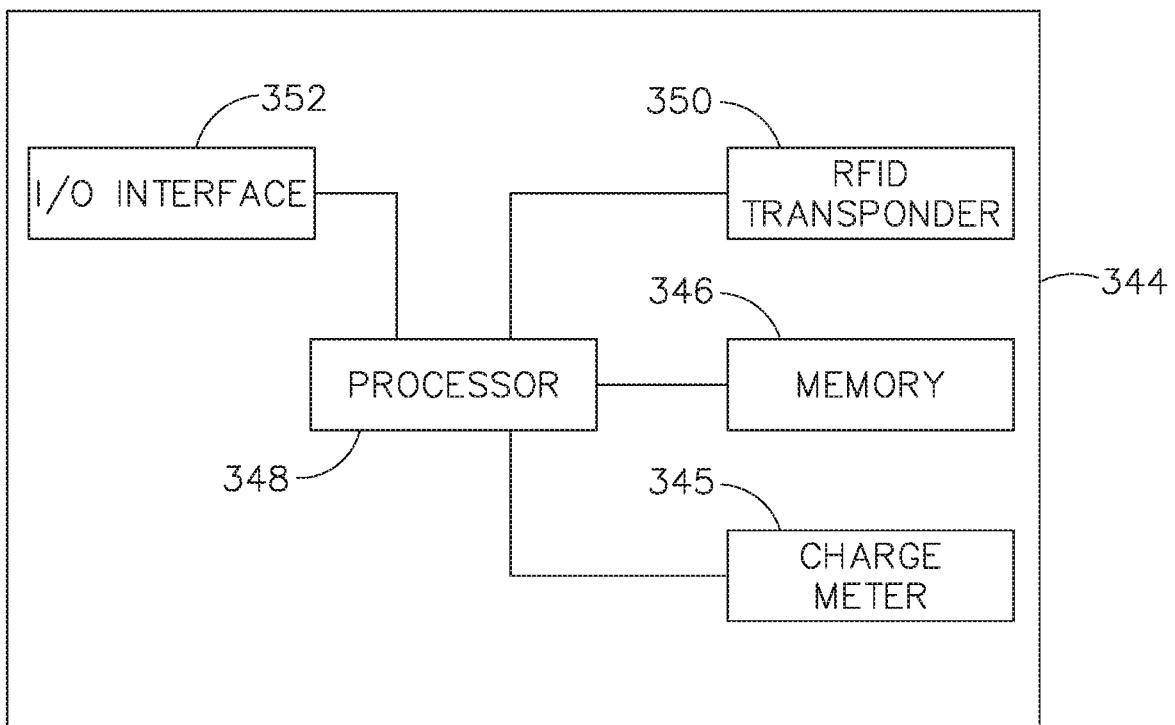 352
350
I/O INTERFACE
RFID
TRANSPONDER
344
346
PROCESSOR
MEMORY
348
345
CHARGE
METER